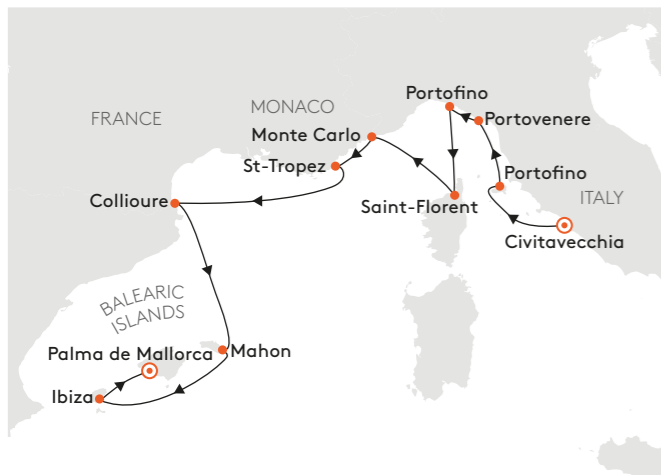 Portofino
MONACO
FRANCE
Portovenere
Monte Carlo
St-Tropez
Portofino
ITALY
Collioure
Saint-Florent
Civitavecchia
BALEARIC
ISLANDS
Palma de Mallorca
Mahon
Ibiza